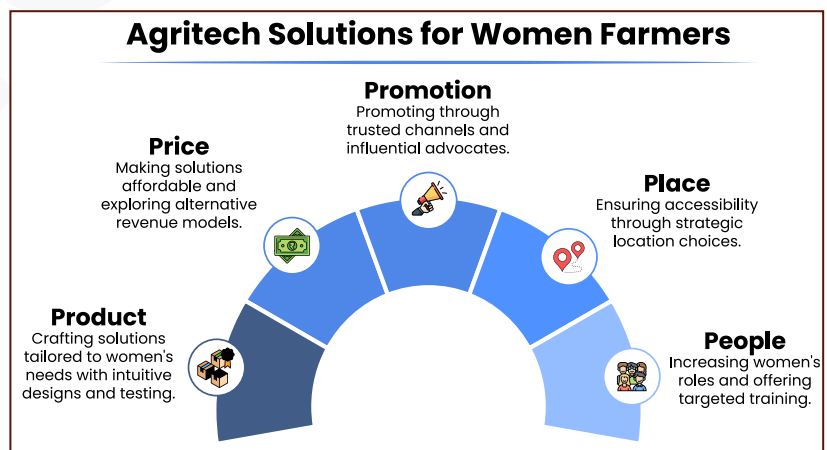 Agritech Solutions for Women Farmers
Promotion
Promoting through
trusted channels and
influential advocates.
Price
Making solutions
affordable and
exploring alternative
revenue models.
Place
Ensuring accessibility
through strategic
location choices.
Product
Crafting solutions
tailored to women's
needs with intuitive
designs and testing.
People
Increasing women's
roles and offering
targeted training.